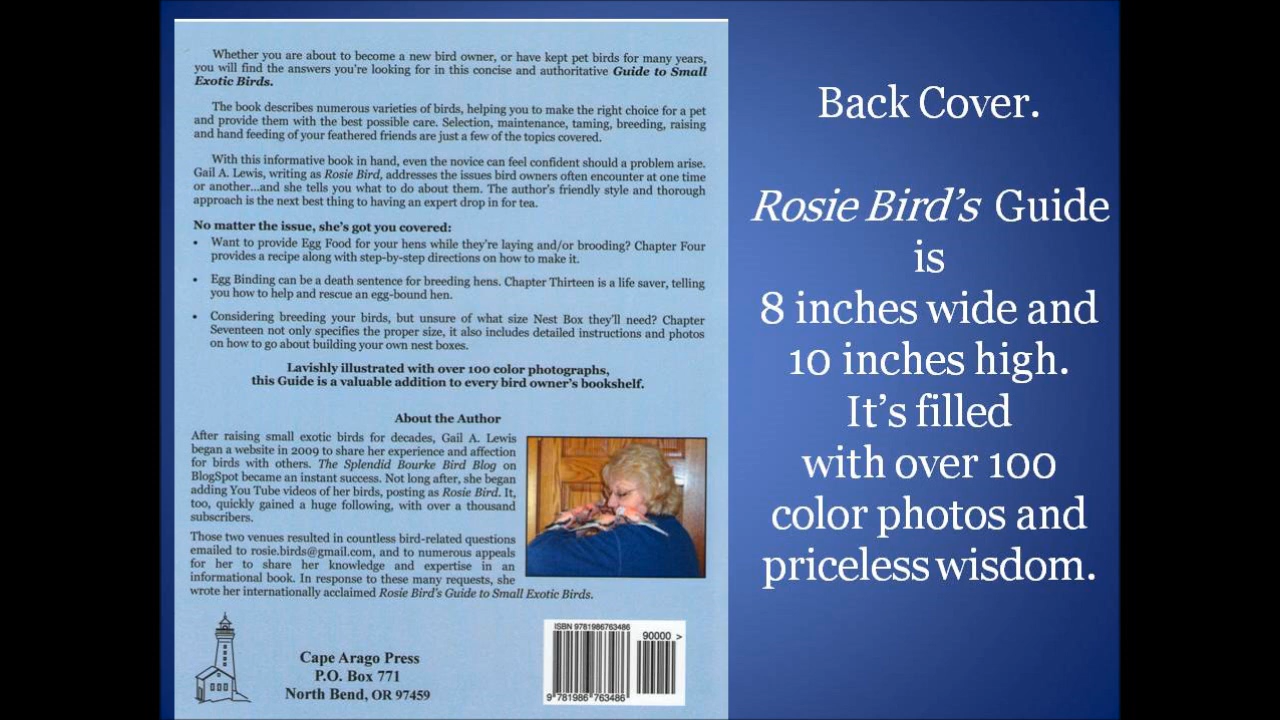 Whether you are about to become a new bird owner, or have kept pet birds for many years,
you will find the answers you're looking for in this concise and authoritative Guide to Small
Exotic Birds.
The book describes numerous varieties of birds, helping you to make the right choice for a pet
and provide them with the best possible care. Selection, maintenance, taming, breeding, raising
and hand feeding of your feathered friends are just a few of the topics covered.
With this informative book in hand, even the novice can feel confident should a problem arise.
Gail A. Lewis, writing as Rosie Bird, addresses the issues bird owners often encounter at one time
or another...and she tells you what to do about them. The author's friendly style and thorough
approach is the next best thing to having an expert drop in for tea.
No matter the issue, she's got you covered:
• Want to provide Egg Food for your hens while they're laying and/or brooding? Chapter Four
provides a recipe along with step-by-step directions on how to make it.
• Egg Binding can be a death sentence for breeding hens. Chapter Thirteen is a life saver, telling
you how to help and rescue an egg-bound hen.
• Considering breeding your birds, but unsure of what size Nest Box they'll need? Chapter
Seventeen not only specifies the proper size, it also includes detailed instructions and photos
on how to go about building your own nest boxes.
Lavishly illustrated with over 100 color photographs,
this Guide is a valuable addition to every bird owner's bookshelf.
About the Author
After raising small exotic birds for decades, Gail A. Lewis
began a website in 2009 to share her experience and affection
for birds with others. The Splendid Bourke Bird Blog on
BlogSpot became an instant success. Not long after, she began
adding You Tube videos of her birds, posting as Rosie Bird. It,
too, quickly gained a huge following, with over a thousand
subscribers.
Those two venues resulted in countless bird-related questions
emailed to rosie.birds@gmail.com, and to numerous appeals
for her to share her knowledge and expertise in an
informational book. In response to these many requests, she
wrote her internationally acclaimed Rosie Bird's Guide to Small Exotic Birds.
Cape Arago Press
P.O. Box 771
North Bend, OR 97459
ISBN 9781986763486
90000 >
9 781986 763486
Back Cover.
Rosie Bird's Guide
is
8 inches wide and
10 inches high.
It's filled
with over 100
color photos and
priceless wisdom.